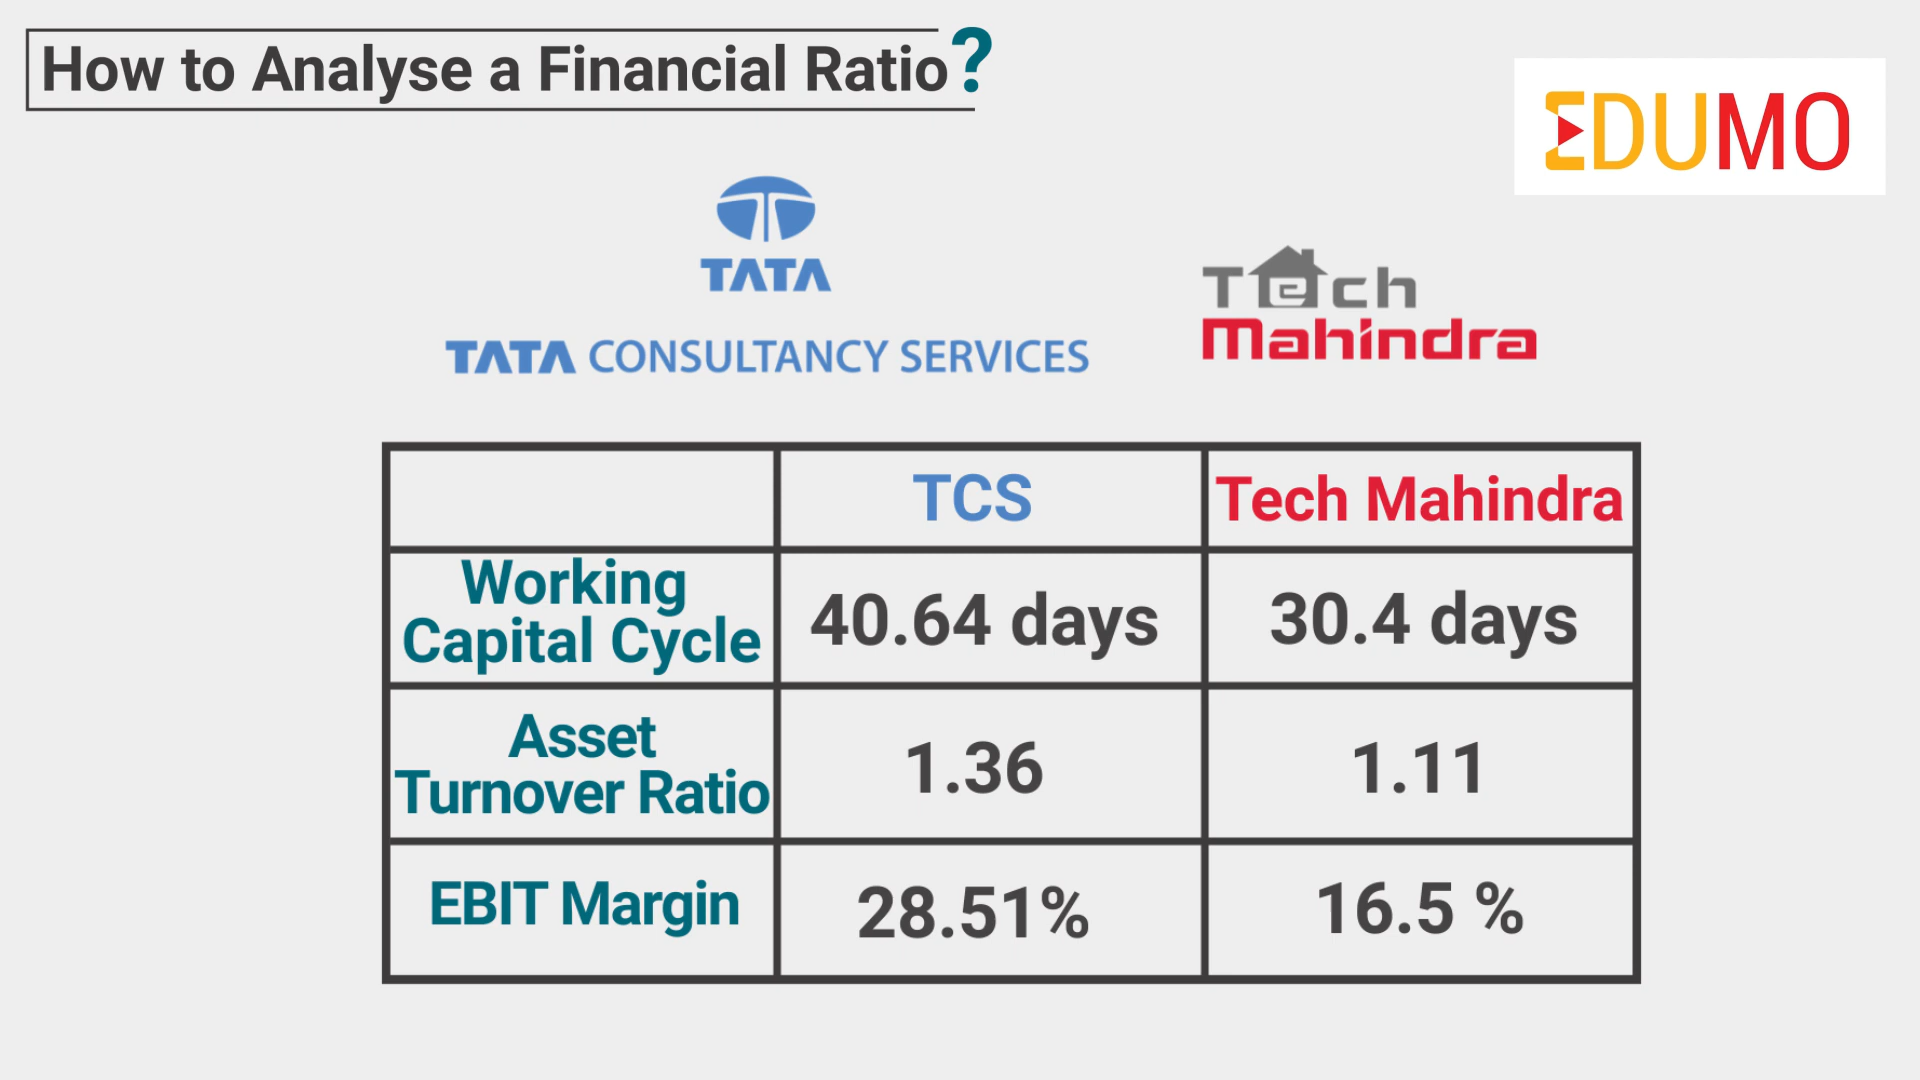 How to Analyse a Financial Ratio?
EDUMO
TATA
TATA CONSULTANCY SERVICES
Tech
Mahindra
TCS
Tech Mahindra
Working
Capital Cycle
40.64 days
30.4 days
Asset
Turnover Ratio
1.36
1.11
EBIT Margin
28.51%
16.5 %